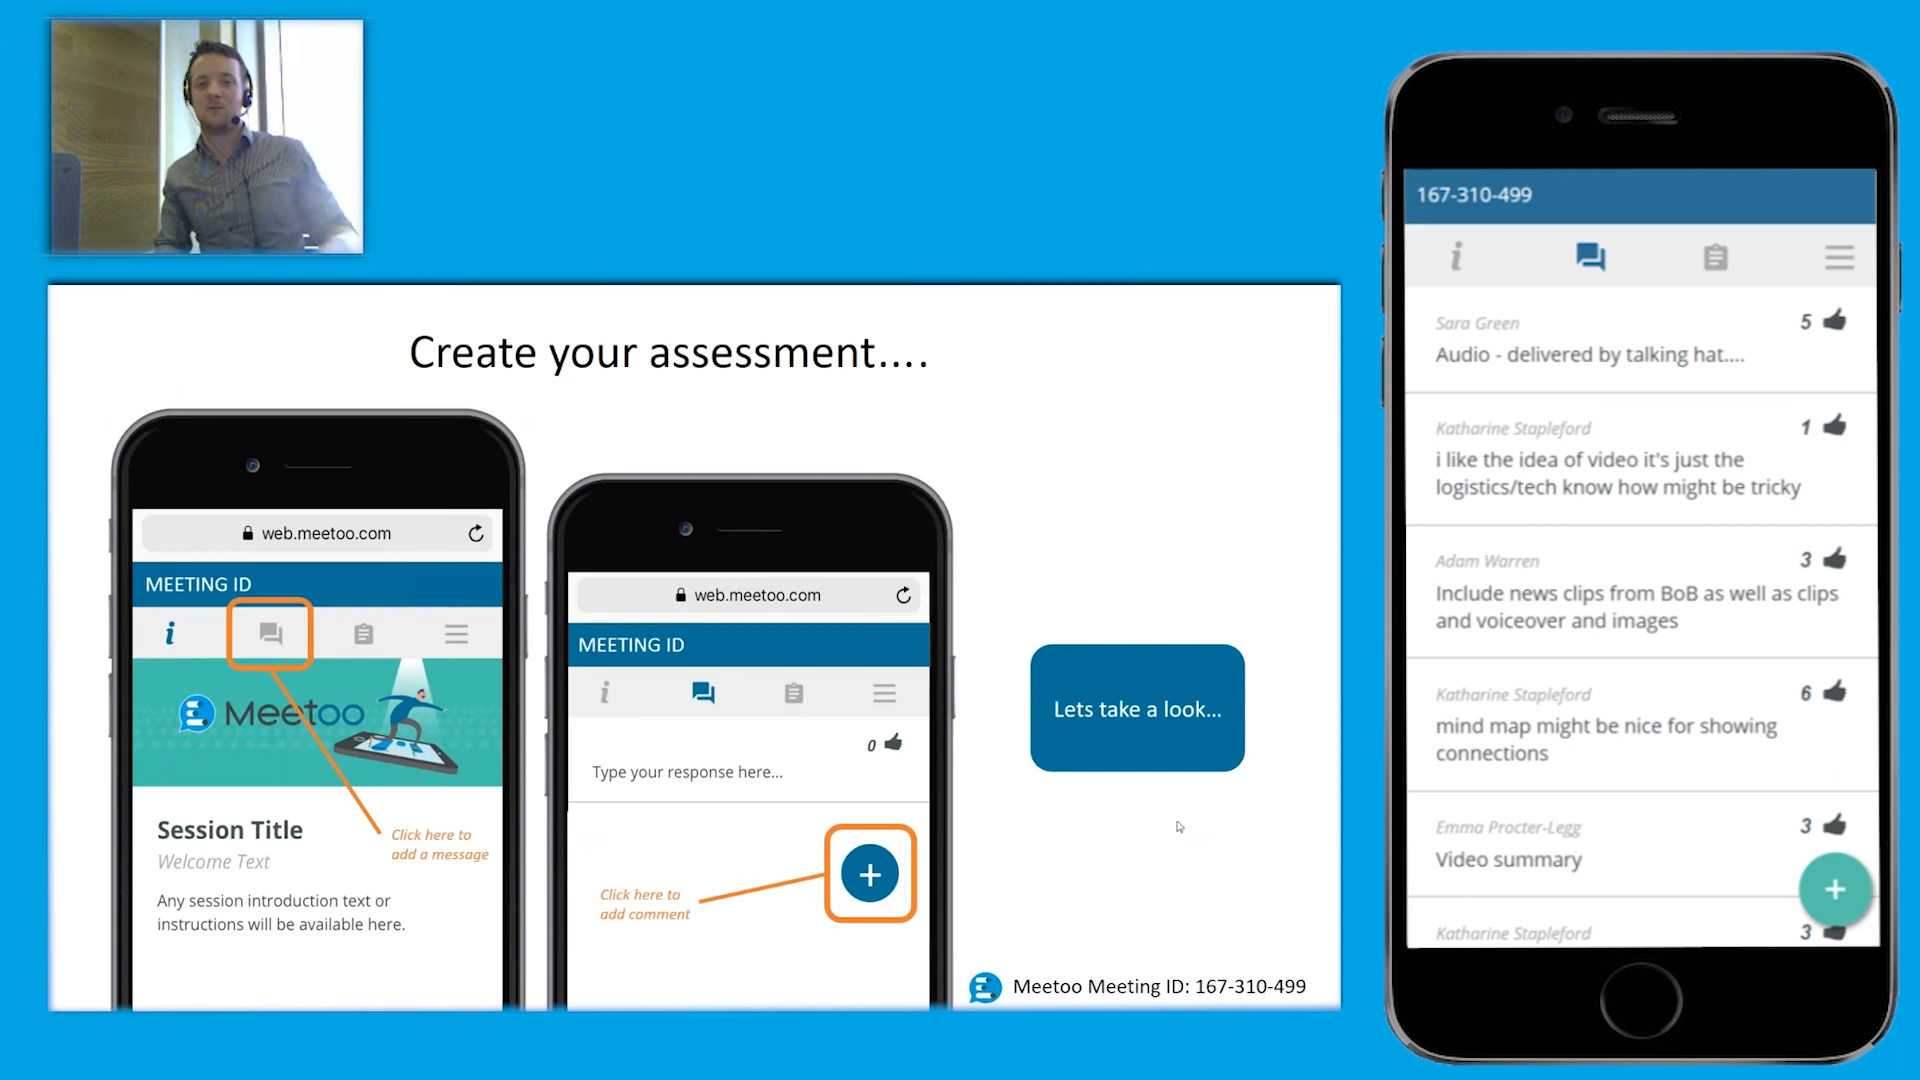 Create your assessment....
web.meetoo.com
MEETING ID
i
Meetoo
Session Title
Welcome Text
Any session introduction text or
instructions will be available here.
Click here to
add a message
web.meetoo.com
MEETING ID
i
0
Type your response here...
Click here to
add comment
+
Lets take a look...
Meetoo Meeting ID: 167-310-499
167-310-499
i
Sara Green
5
Audio - delivered by talking hat....
Katharine Stapleford
1
i like the idea of video it's just the
logistics/tech know how might be tricky
Adam Warren
3
Include news clips from BoB as well as clips
and voiceover and images
Katharine Stapleford
6
mind map might be nice for showing
connections
Emma Procter-Legg
3
Video summary
+
Katharine Stapleford
3